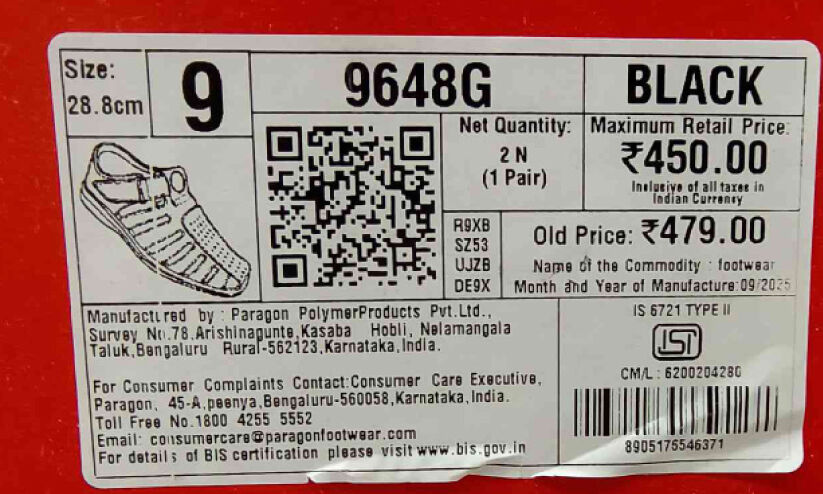 Size:
28.8cm
9
9648G
BLACK
Net Quantity:
2 N
(1 Pair)
Maximum Retail Price:
₹450.00
Inclusive of all taxes in
Indian Currency
R9XB
SZ53
UJZB
DE9X
Old Price: ₹479.00
Name of the Commodity : footwear
Month and Year of Manufacture:09/2025
Manufactured by : Paragon PolymerProducts Pvt.Ltd.,
Survey No.78,Arishinagunte,Kasaba Hobli, Nelamangala
Taluk,Bengaluru Rural-562123,Karnataka,India.
For Consumer Complaints Contact:Consumer Care Executive,
Paragon, 45-A,peenya,Bengaluru-560058,Karnataka,India.
Toll Free No.1800 4255 5552
Email: consumercare@paragonfootwear.com
For details of BIS certification please visit www.bis.gov.in
IS 6721 TYPE II
ISI
CM/L : 6200204280
8905175546371